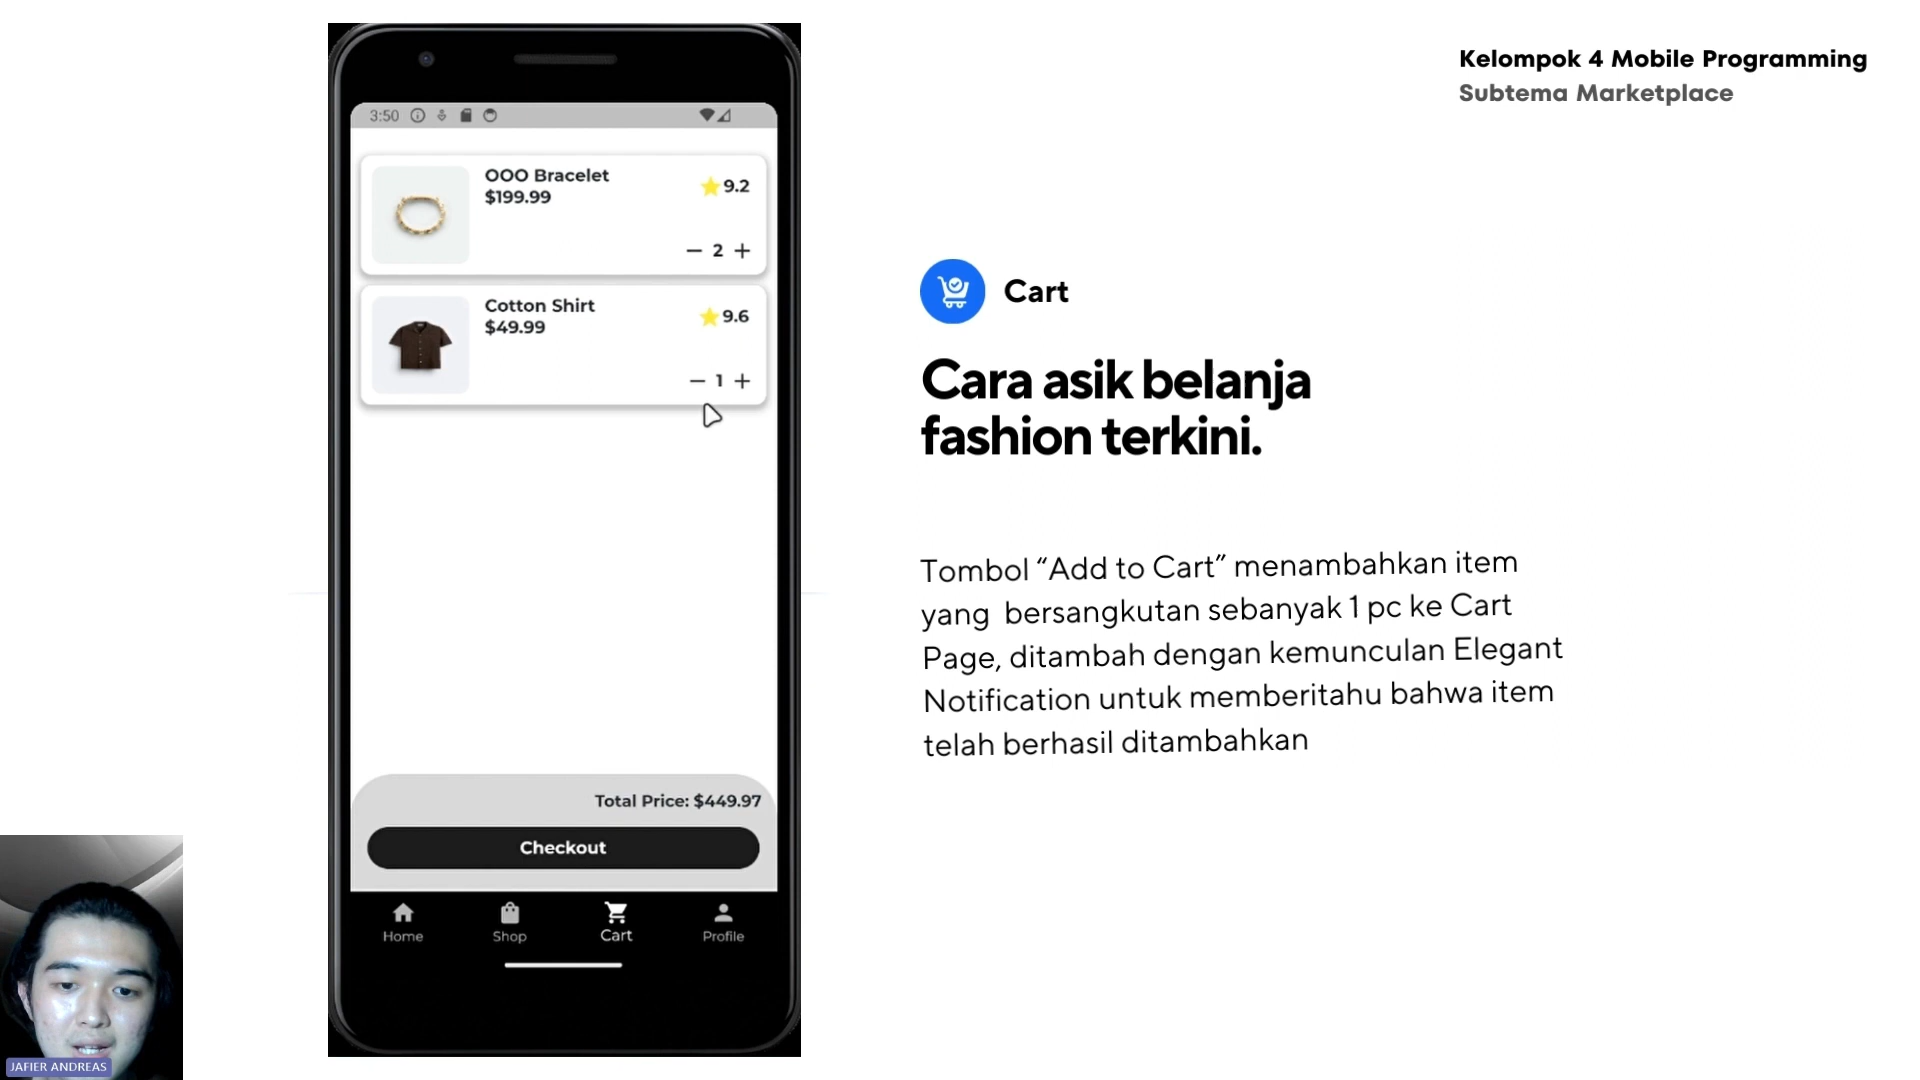 Kelompok 4 Mobile Programming
Subtema Marketplace
3:50
OOO Bracelet
$199.99
9.2
2
Cotton Shirt
$49.99
9.6
1
Total Price: $449.97
Checkout
Home
Shop
Cart
Profile
Cart
Cara asik belanja
fashion terkini.
Tombol “Add to Cart” menambahkan item
yang bersangkutan sebanyak 1 pc ke Cart
Page, ditambah dengan kemunculan Elegant
Notification untuk memberitahu bahwa item
telah berhasil ditambahkan
JAFIER ANDREAS